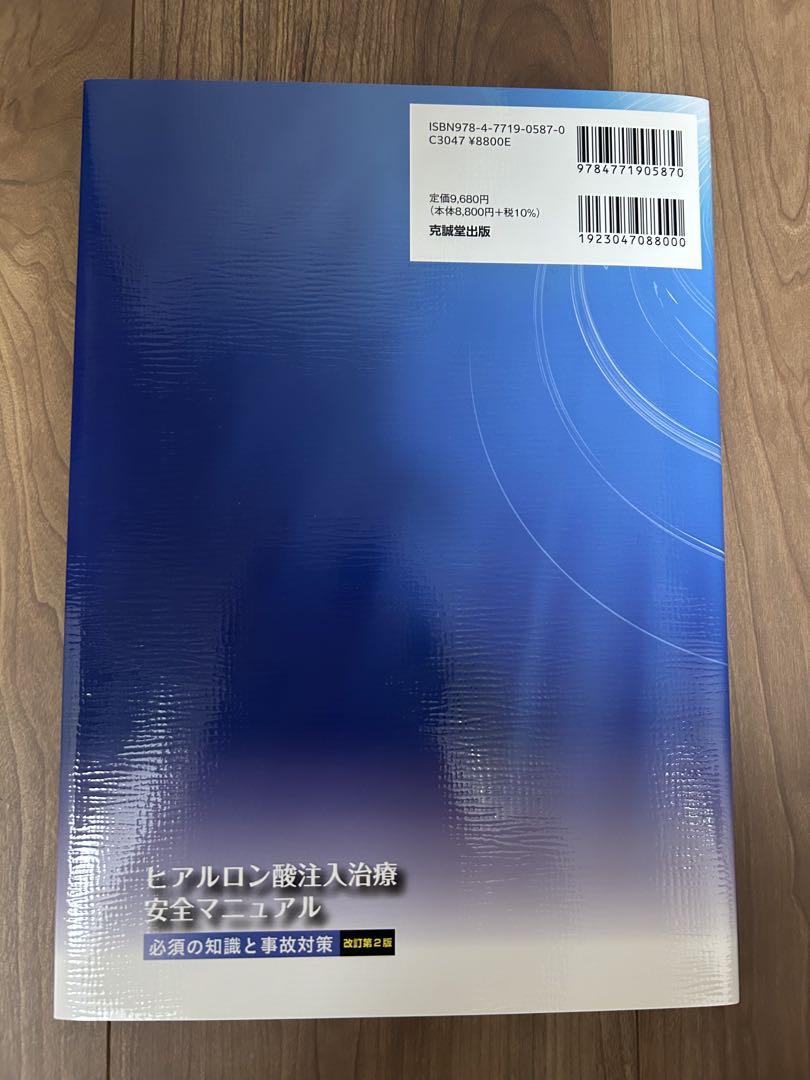 ISBN978-4-7719-0587-0
C3047 ¥8800E
9784771905870
定価9,680円
(本体8,800円+税10%)
克誠堂出版
1923047088000
ヒアルロン酸注入治療
安全マニュアル
必須の知識と事故対策 改訂第2版